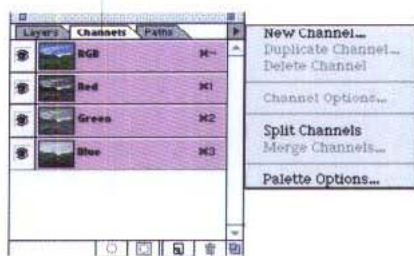 Layers Channels Paths
RGB ⌘~
Red ⌘1
Green ⌘2
Blue ⌘3
New Channel...
Duplicate Channel...
Delete Channel
Channel Options...
Split Channels
Merge Channels...
Palette Options...